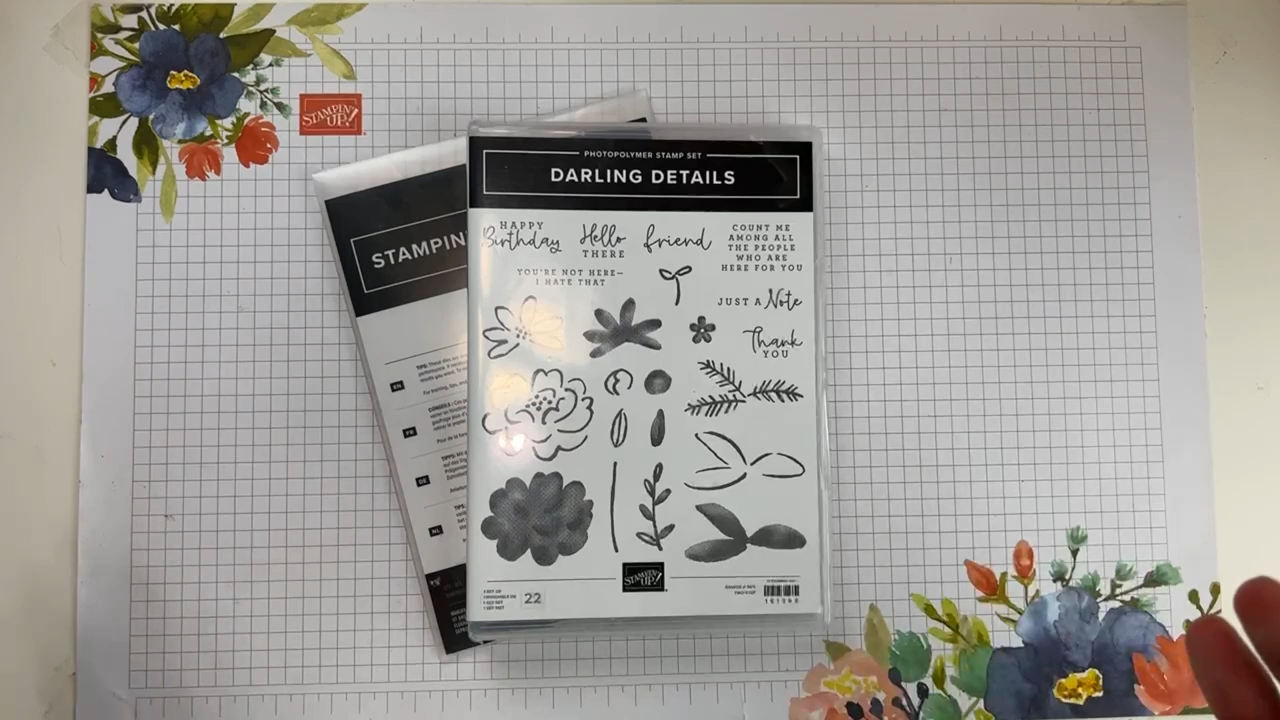 STAMPIN' UP!
PHOTOPOLYMER STAMP SET
DARLING DETAILS
HAPPY
Birthday
Hello
THERE
friend
COUNT ME
AMONG ALL
THE PEOPLE
WHO ARE
HERE FOR YOU
YOU'RE NOT HERE—
I HATE THAT
JUST A Note
Thank
YOU
STAMPIN' UP!
22
STAMPIN'
EN
FR
DE
NL